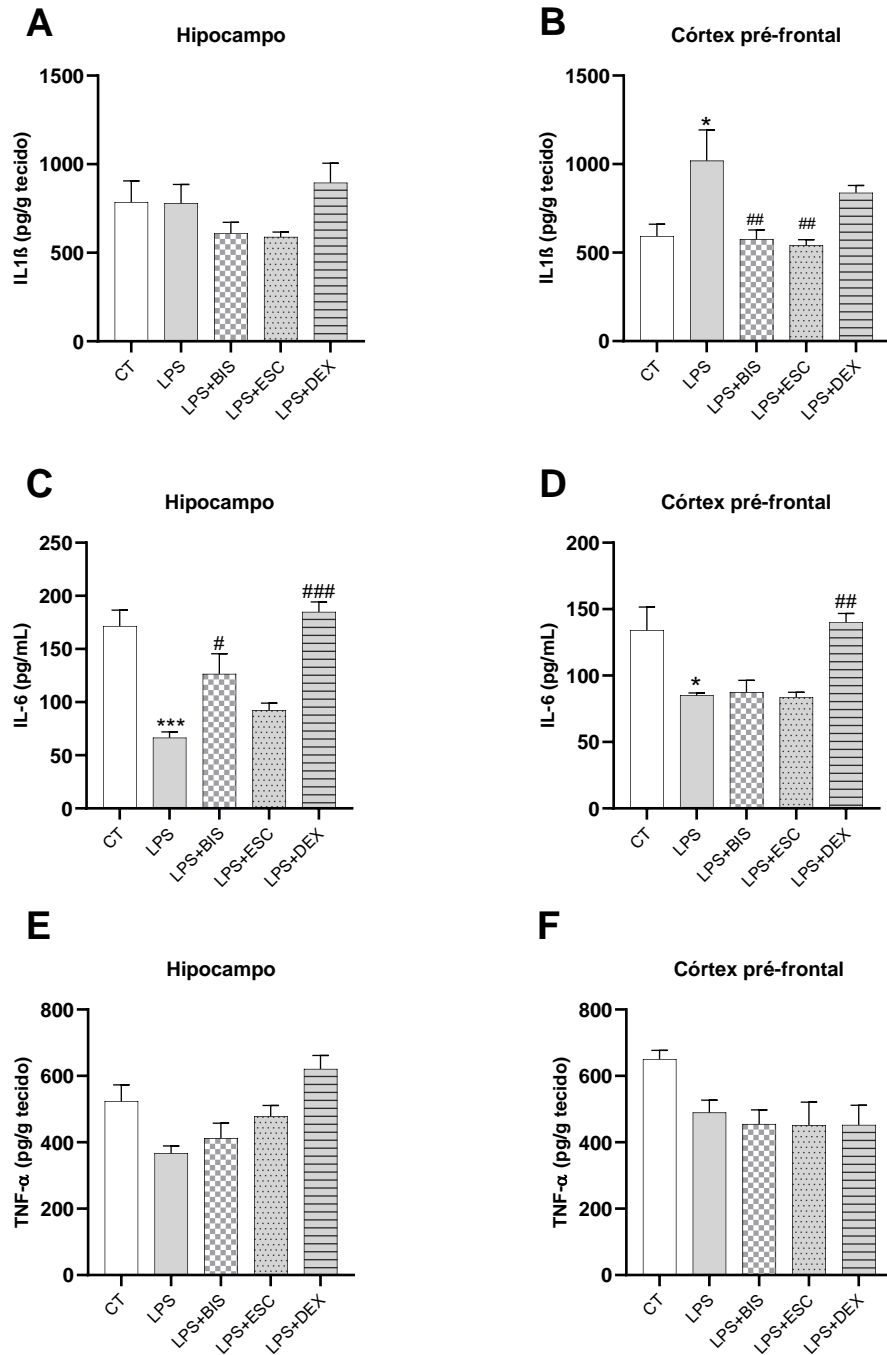 A
Hipocampo
IL1ß (pg/g tecido)
1500
1000
500
0
CT
LPS
LPS+BIS
LPS+ESC
LPS+DEX
B
Córtex pré-frontal
IL1ß (pg/g tecido)
1500
1000
500
0
*
##
##
CT
LPS
LPS+BIS
LPS+ESC
LPS+DEX
C
Hipocampo
IL-6 (pg/mL)
250
200
150
100
50
0
***
#
###
CT
LPS
LPS+BIS
LPS+ESC
LPS+DEX
D
Córtex pré-frontal
IL-6 (pg/mL)
200
150
100
50
0
*
##
CT
LPS
LPS+BIS
LPS+ESC
LPS+DEX
E
Hipocampo
TNF-α (pg/g tecido)
800
600
400
200
0
CT
LPS
LPS+BIS
LPS+ESC
LPS+DEX
F
Córtex pré-frontal
TNF-α (pg/g tecido)
800
600
400
200
0
CT
LPS
LPS+BIS
LPS+ESC
LPS+DEX